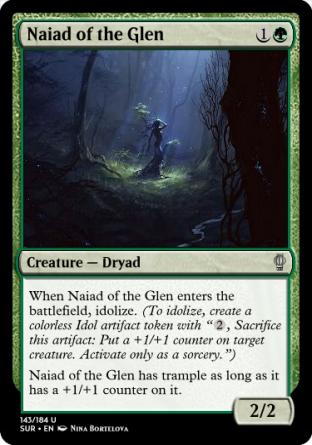 Naiad of the Glen 1
Creature — Dryad
When Naiad of the Glen enters the
battlefield, idolize. (To idolize, create a
colorless Idol artifact token with “2, Sacrifice
this artifact: Put a +1/+1 counter on target
creature. Activate only as a sorcery.”)
Naiad of the Glen has trample as long as it
has a +1/+1 counter on it.
2/2
143/184 U
SUR • EN Nina Bortelova